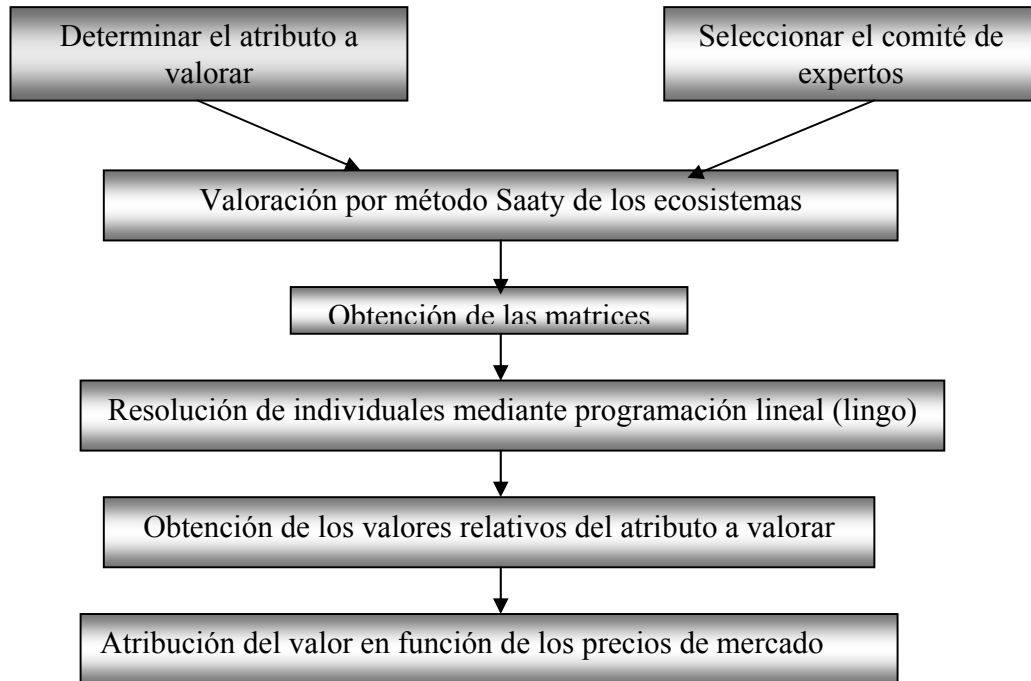 Determinar el atributo a
valorar
Seleccionar el comité de
expertos
Valoración por método Saaty de los ecosistemas
Obtención de las matrices
Resolución de individuales mediante programación lineal (lingo)
Obtención de los valores relativos del atributo a valorar
Atribución del valor en función de los precios de mercado